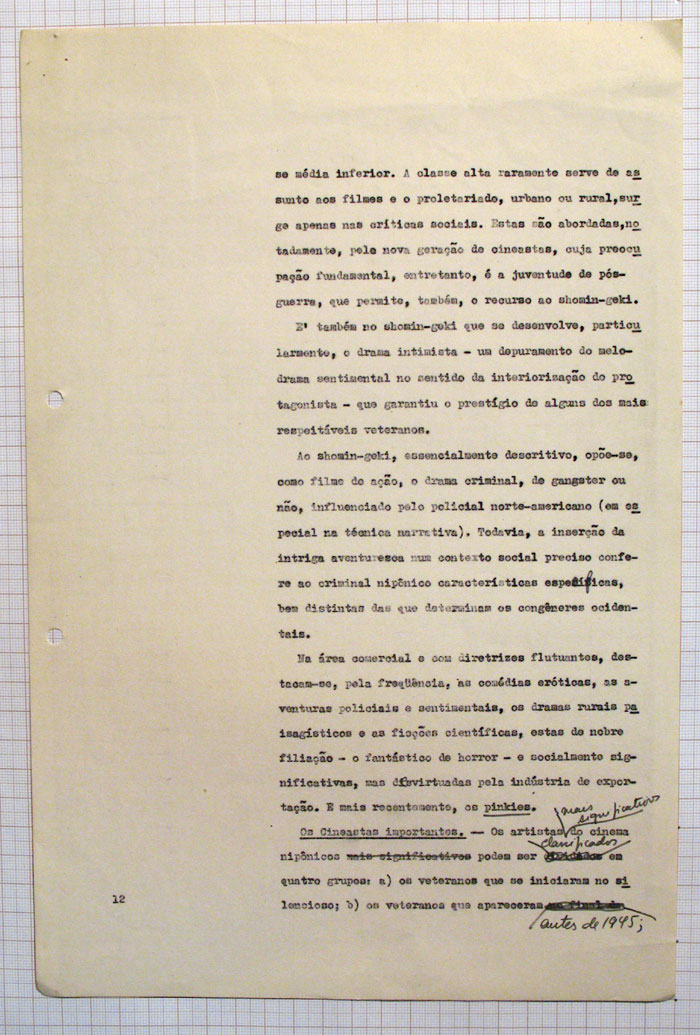 se média inferior. A classe alta raramente serve de as
sunto aos filmes e o proletariado, urbano ou rural,sur
ge apenas nas críticas sociais. Estas são abordadas,no
tadamente, pela nova geração de cineastas, cuja preocu
pação fundamental, entretanto, é a juventude de pós-
guerra, que permite, também, o recurso ao shomin-geki.
E' também no shomin-geki que se desenvolve, particu
larmente, o drama intimista - um depuramento do melo-
drama sentimental no sentido da interiorização do pro
tagonista - que garantiu o prestígio de alguns dos mais
respeitáveis veteranos.
Ao shomin-geki, essencialmente descritivo, opõe-se,
como filme de ação, o drama criminal, de gangster ou
não, influenciado pelo policial norte-americano (em es
pecial na técnica narrativa). Todavia, a inserção da
intriga aventuresca num contexto social preciso confe-
re ao criminal nipônico características específicas,
bem distintas das que determinam os congêneres ociden-
tais.
Na área comercial e com diretrizes flutuantes, des-
tacam-se, pela freqüência, as comédias eróticas, as a-
venturas policiais e sentimentais, os dramas rurais pa
isagísticos e as ficções científicas, estas de nobre
filiação - o fantástico de horror - e socialmente sig-
nificativas, mas desvirtuadas pela indústria de expor-
tação. E mais recentemente, os pinkies.
mais
significativos
Os Cineastas importantes. - Os artistas do cinema
classificados
nipônicos mais significativos podem ser em
quatro grupos: a) os veteranos que se iniciaram no si
lencioso; b) os veteranos que apareceram no final de
antes de 1945;
12